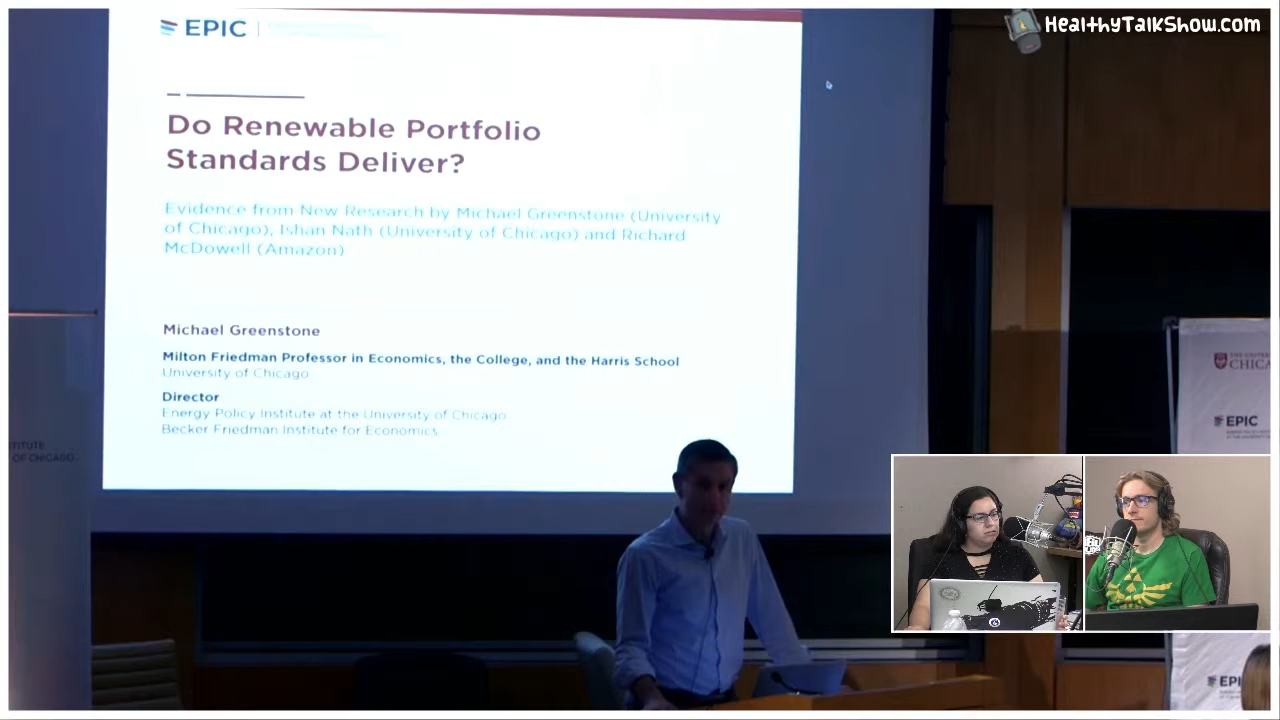 EPIC
HealthyTalkShow.com
Do Renewable Portfolio
Standards Deliver?
Evidence from New Research by Michael Greenstone (University
of Chicago), Ishan Nath (University of Chicago) and Richard
McDowell (Amazon)
Michael Greenstone
Milton Friedman Professor in Economics, the College, and the Harris School
University of Chicago
Director
Energy Policy Institute at the University of Chicago
Becker Friedman Institute for Economics
OF CHICAGO
EPIC